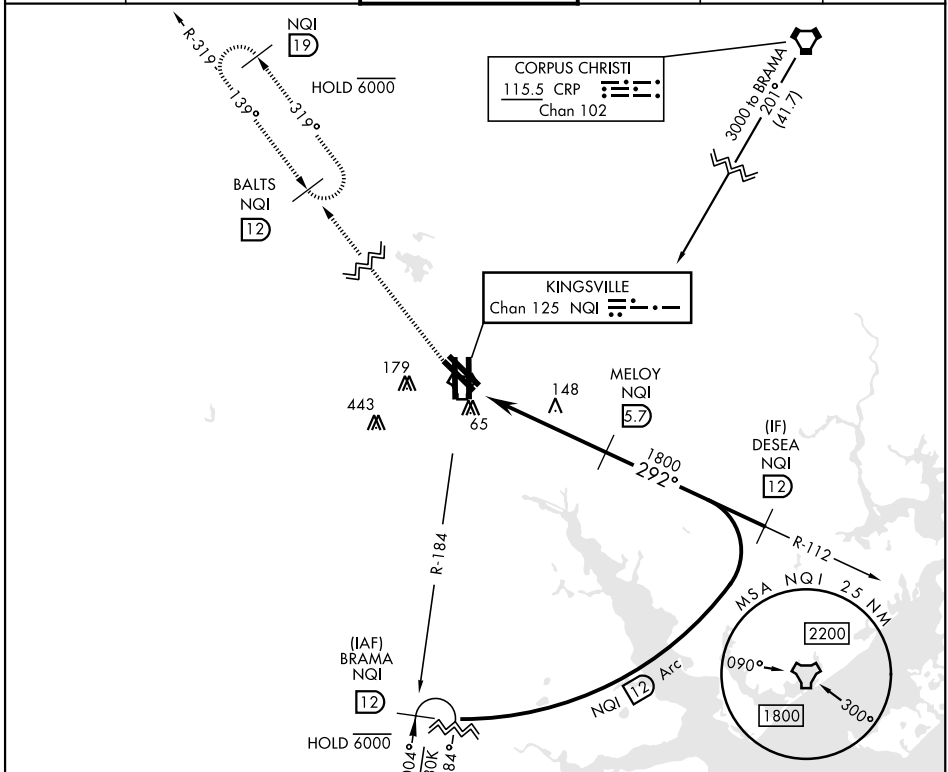 NQI
19
R-319
HOLD 6000
139°
319°
BALTS
NQI
12
CORPUS CHRISTI
115.5 CRP
Chan 102
3000 to BRAMA
201°
(41.7)
KINGSVILLE
Chan 125 NQI
179
443
65
148
MELOY
NQI
5.7
1800
292°
(IF)
DESEA
NQI
12
R-112
R-184
(IAF)
BRAMA
NQI
12
HOLD 6000
NQI 12 Arc
MSA NQI 25 NM
2200
090°
1800
300°